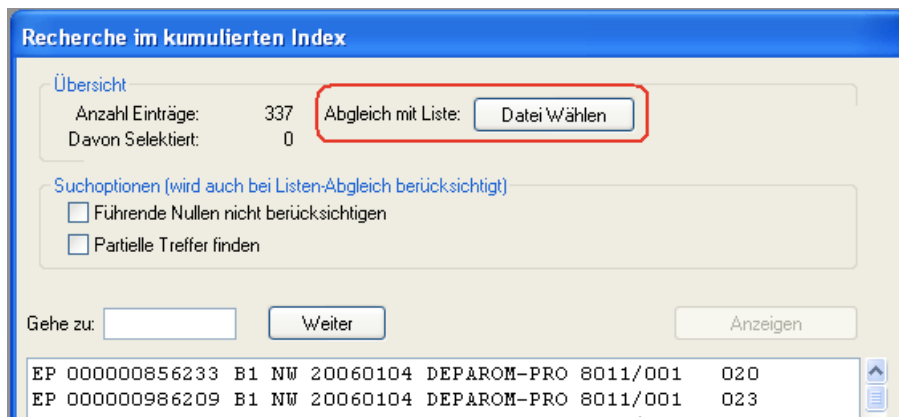 Recherche im kumulierten Index
Übersicht
Anzahl Einträge: 337 Abgleich mit Liste: Datei Wählen
Davon Selektiert: 0
Suchoptionen (wird auch bei Listen-Abgleich berücksichtigt)
Führende Nullen nicht berücksichtigen
Partielle Treffer finden
Gehe zu: Weiter Anzeigen
EP 000000856233 B1 NW 20060104 DEPAROM-PRO 8011/001 020
EP 000000986209 B1 NW 20060104 DEPAROM-PRO 8011/001 023